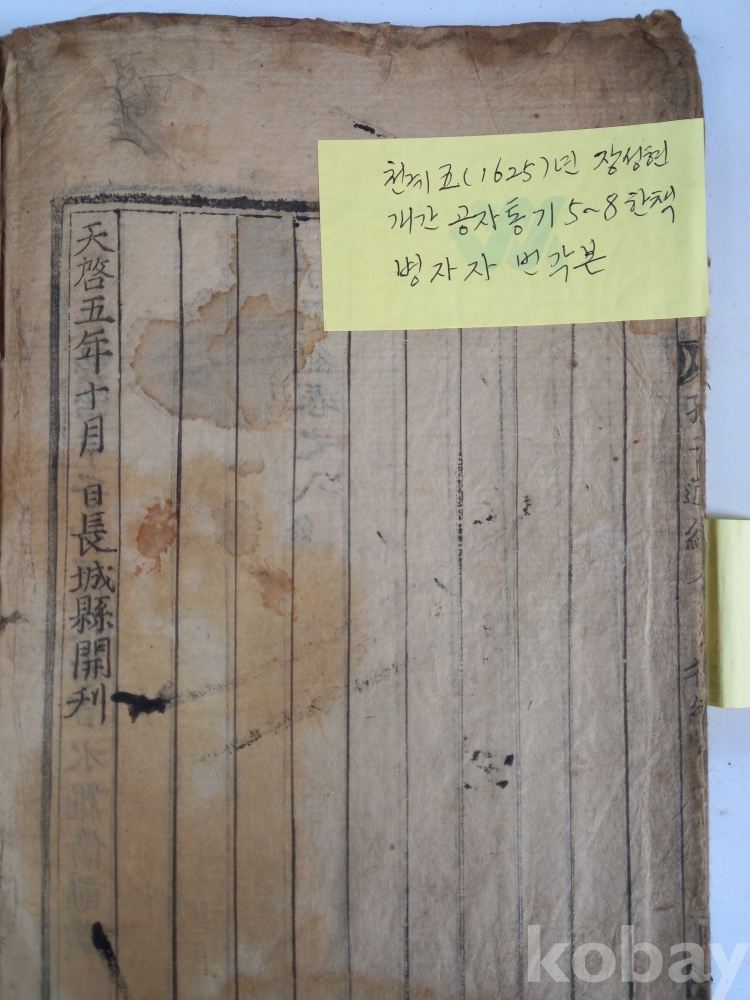 천계 五(1625)년 장성현
개간 공자통기 5~8 한책
병자자 번각본
天啓五年十月 日長城縣開刊
kobay